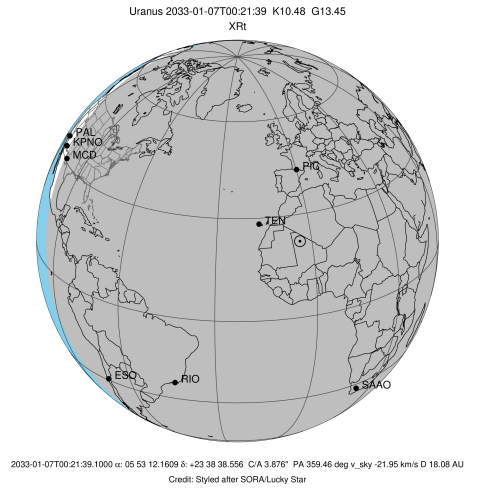 Uranus 2033-01-07T00:21:39 K10.48 G13.45
XRt
PAL
KPNO
MCD
PIC
TEN
ESO
RIO
SAAO
2033-01-07T00:21:39.1000 α: 05 53 12.1609 δ: +23 38 38.556 C/A 3.876" PA 359.46 deg v_sky -21.95 km/s D 18.08 AU
Credit: Styled after SORA/Lucky Star